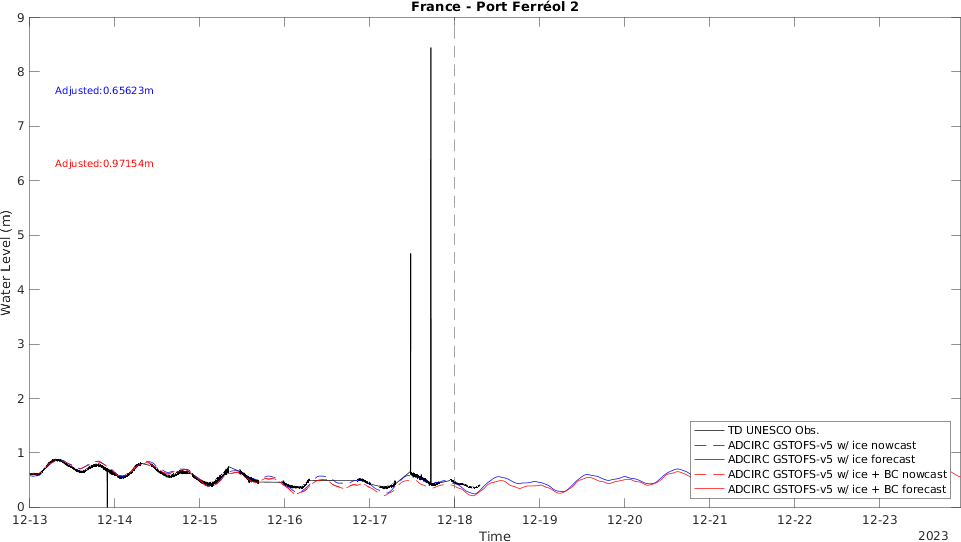 France - Port Ferréol 2
9
8
7
6
5
4
3
2
1
0
Water Level (m)
Adjusted:0.65623m
Adjusted:0.97154m
TD UNESCO Obs.
ADCIRC GSTOFS-v5 w/ ice nowcast
ADCIRC GSTOFS-v5 w/ ice forecast
ADCIRC GSTOFS-v5 w/ ice + BC nowcast
ADCIRC GSTOFS-v5 w/ ice + BC forecast
12-13 12-14 12-15 12-16 12-17 12-18 12-19 12-20 12-21 12-22 12-23
Time
2023